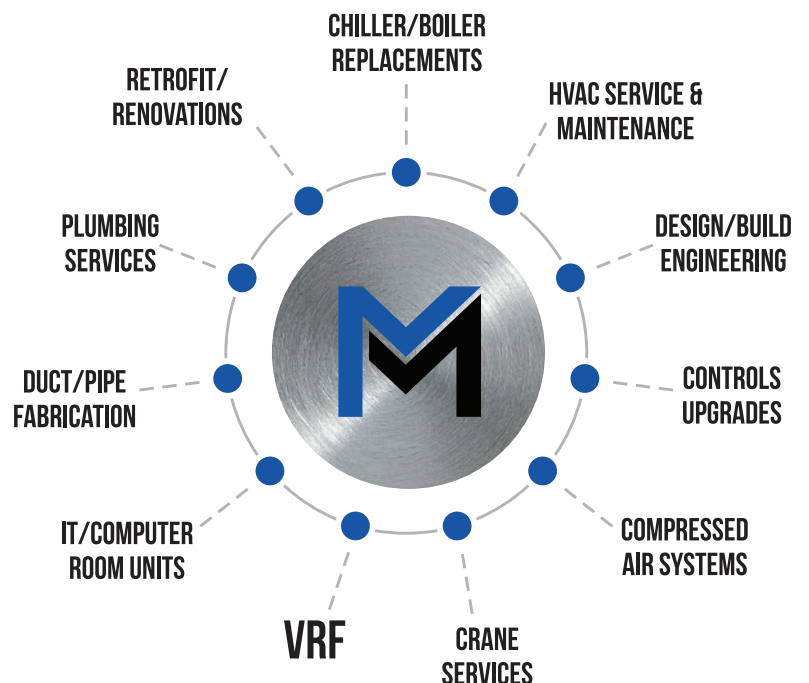 CHILLER/BOILER
REPLACEMENTS
HVAC SERVICE &
MAINTENANCE
DESIGN/BUILD
ENGINEERING
CONTROLS
UPGRADES
COMPRESSED
AIR SYSTEMS
CRANE
SERVICES
VRF
IT/COMPUTER
ROOM UNITS
DUCT/PIPE
FABRICATION
PLUMBING
SERVICES
RETROFIT/
RENOVATIONS
M